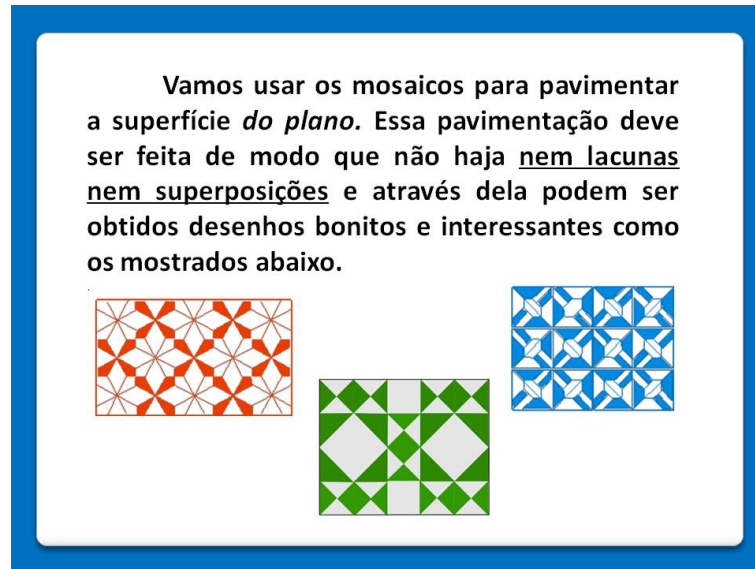 Vamos usar os mosaicos para pavimentar
a superfície do plano. Essa pavimentação deve
ser feita de modo que não haja nem lacunas
nem superposições e através dela podem ser
obtidos desenhos bonitos e interessantes como
os mostrados abaixo.